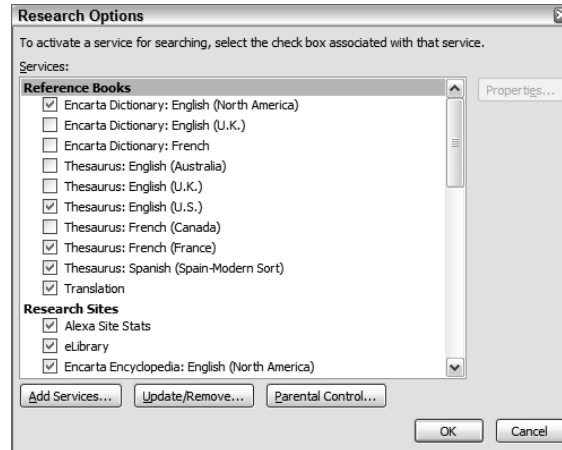 Research Options
To activate a service for searching, select the check box associated with that service.
Services:
Reference Books
Encarta Dictionary: English (North America)
Encarta Dictionary: English (U.K.)
Encarta Dictionary: French
Thesaurus: English (Australia)
Thesaurus: English (U.K.)
Thesaurus: English (U.S.)
Thesaurus: French (Canada)
Thesaurus: French (France)
Thesaurus: Spanish (Spain-Modern Sort)
Translation
Research Sites
Alexa Site Stats
eLibrary
Encarta Encyclopedia: English (North America)
Properties...
Add Services... Update/Remove... Parental Control...
OK Cancel